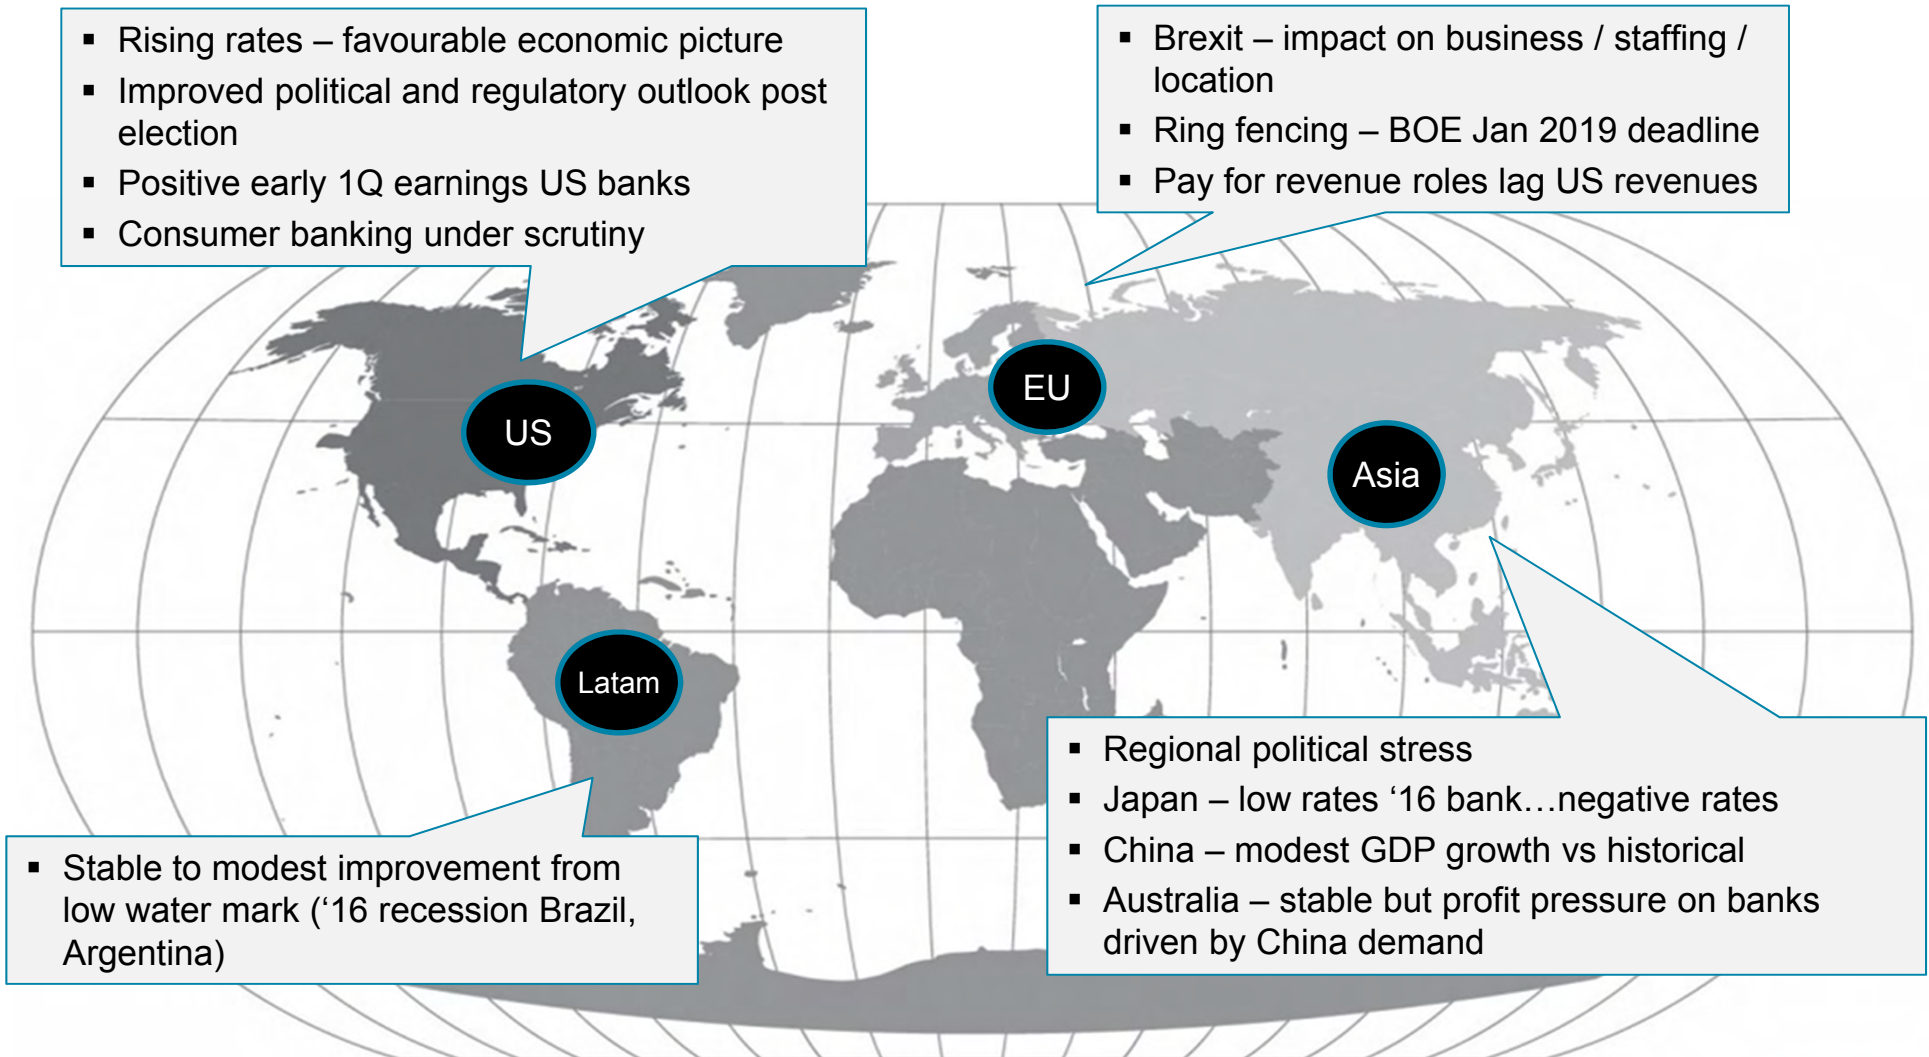 ▪ Rising rates – favourable economic picture
▪ Improved political and regulatory outlook post
election
▪ Positive early 1Q earnings US banks
▪ Consumer banking under scrutiny
▪ Brexit – impact on business / staffing /
location
▪ Ring fencing – BOE Jan 2019 deadline
▪ Pay for revenue roles lag US revenues
US
EU
Asia
Latam
▪ Stable to modest improvement from
low water mark (‘16 recession Brazil,
Argentina)
▪ Regional political stress
▪ Japan – low rates ‘16 bank…negative rates
▪ China – modest GDP growth vs historical
▪ Australia – stable but profit pressure on banks
driven by China demand